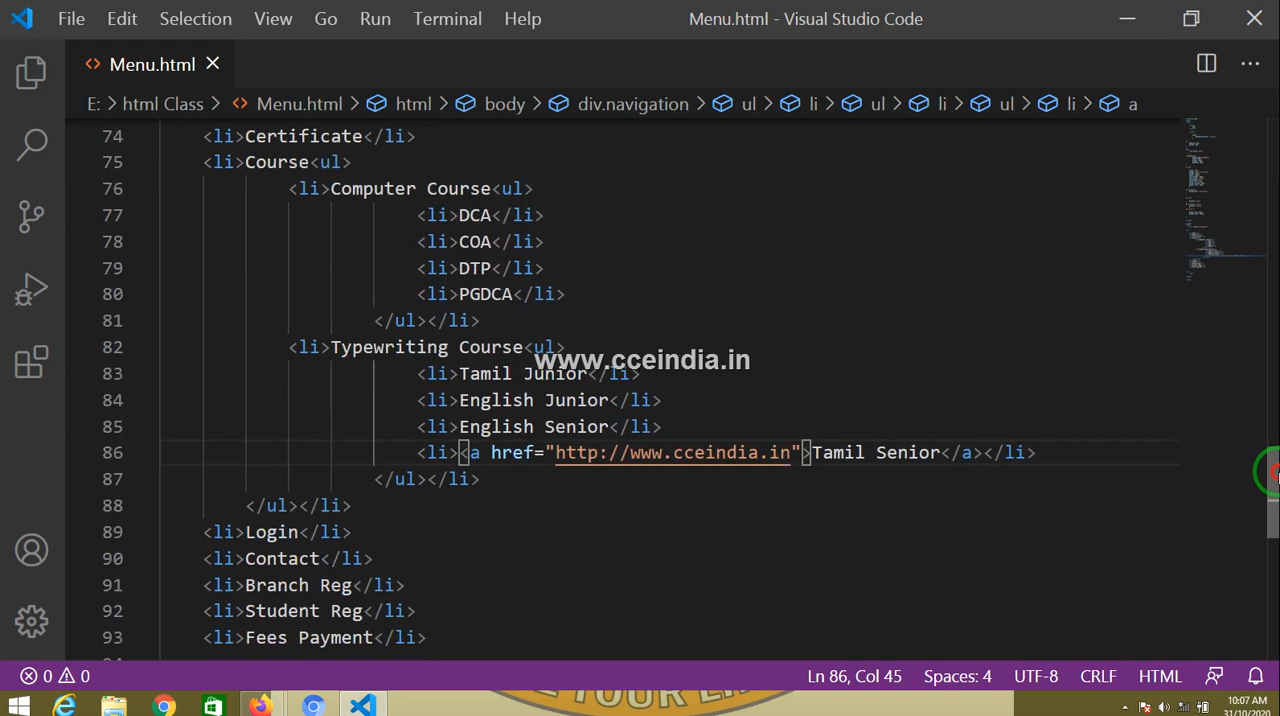 File Edit Selection View Go Run Terminal Help Menu.html - Visual Studio Code
Menu.html
E: > html Class > Menu.html > html > body > div.navigation > ul > li > ul > li > ul > li > a
74 <li>Certificate</li>
75 <li>Course<ul>
76 <li>Computer Course<ul>
77 <li>DCA</li>
78 <li>COA</li>
79 <li>DTP</li>
80 <li>PGDCA</li>
81 </ul></li>
82 <li>Typewriting Course<ul>
www.cceindia.in
83 <li>Tamil Junior</li>
84 <li>English Junior</li>
85 <li>English Senior</li>
86 <li><a href="http://www.cceindia.in">Tamil Senior</a></li>
87 </ul></li>
88 </ul></li>
89 <li>Login</li>
90 <li>Contact</li>
91 <li>Branch Reg</li>
92 <li>Student Reg</li>
93 <li>Fees Payment</li>
0 0 Ln 86, Col 45 Spaces: 4 UTF-8 CRLF HTML
10:07 AM
31/10/2020